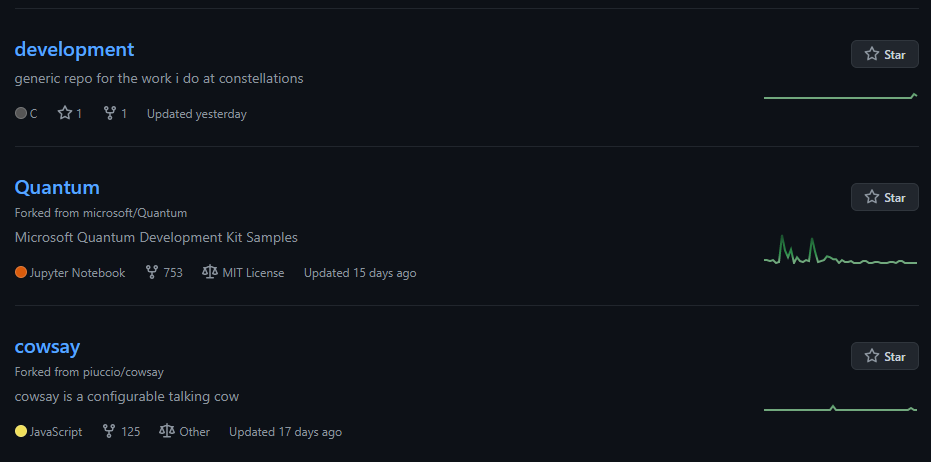 development
Star
generic repo for the work i do at constellations
C 1 1 Updated yesterday
Quantum
Star
Forked from microsoft/Quantum
Microsoft Quantum Development Kit Samples
Jupyter Notebook 753 MIT License Updated 15 days ago
cowsay
Star
Forked from piuccio/cowsay
cowsay is a configurable talking cow
JavaScript 125 Other Updated 17 days ago